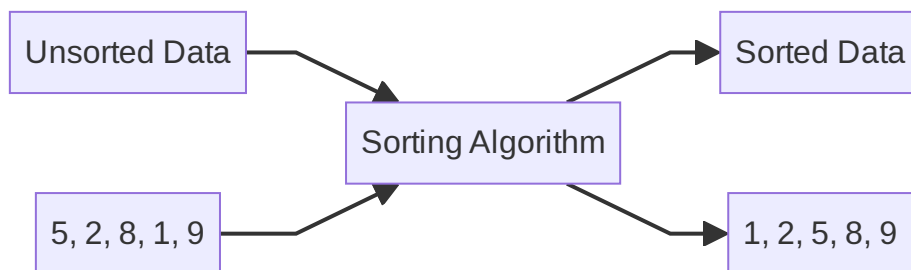 Unsorted Data
Sorted Data
Sorting Algorithm
5, 2, 8, 1, 9
1, 2, 5, 8, 9